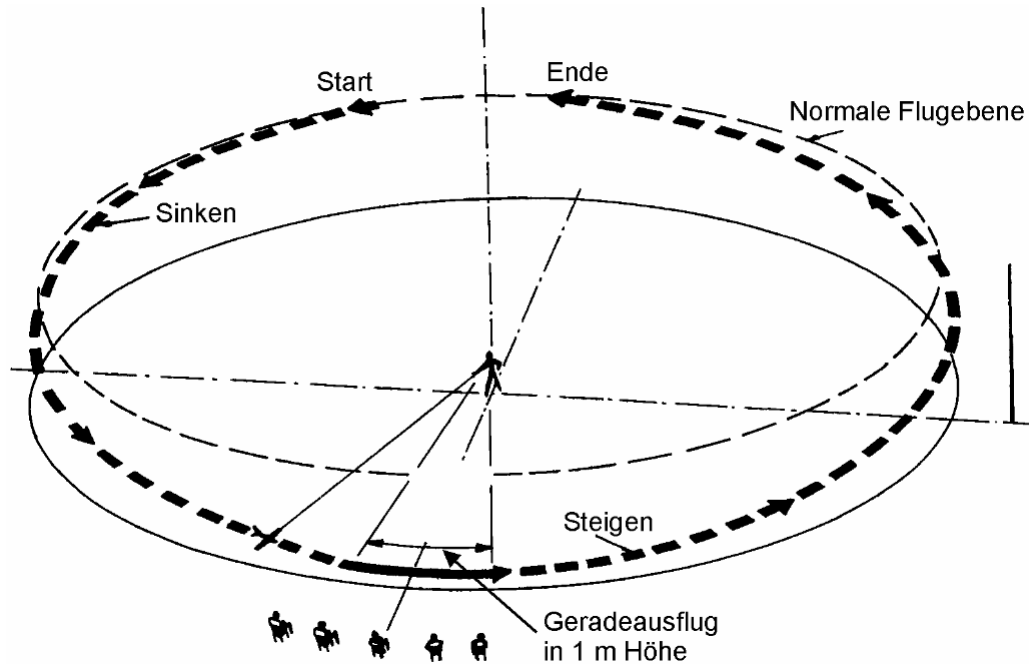 Start
Ende
Normale Flugebene
Sinken
Steigen
Geradeausflug
in 1 m Höhe